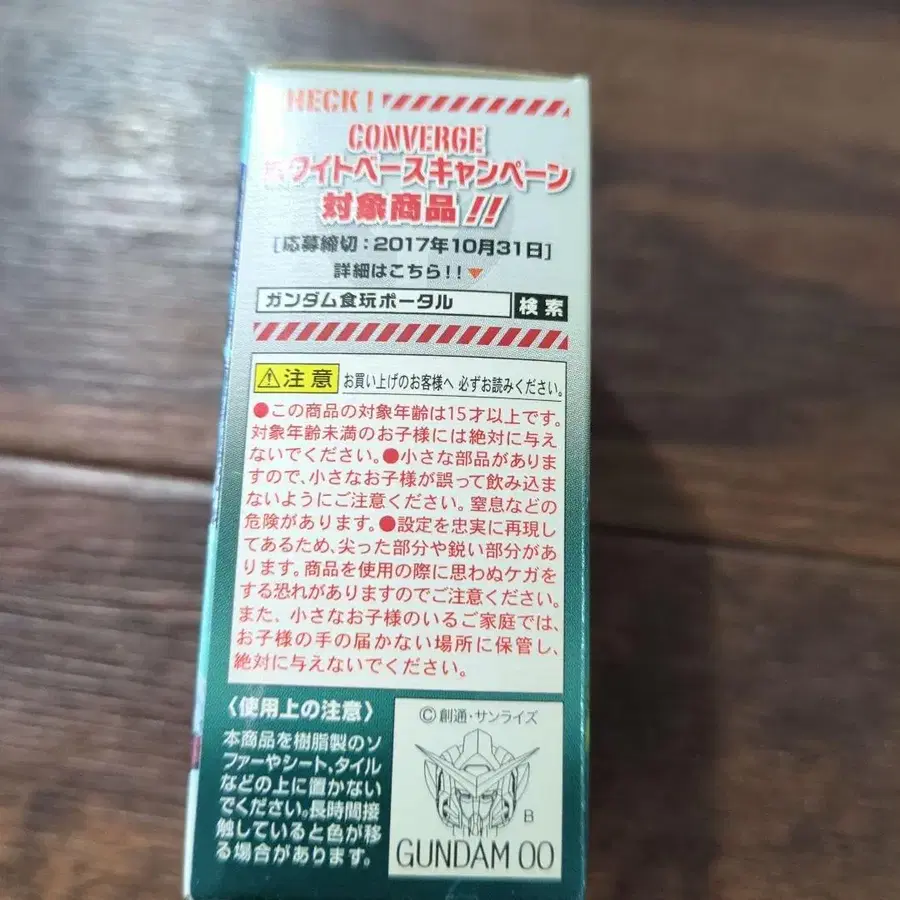 HECK!
CONVERGE
ホワイトベースキャンペーン
対象商品!!
[応募締切:2017年10月31日]
詳細はこちら!!▼
ガンダム食玩ポータル 検索
⚠注意 お買い上げのお客様へ 必ずお読みください。
●この商品の対象年齢は15才以上です。
対象年齢未満のお子様には絶対に与え
ないでください。●小さな部品がありま
すので、小さなお子様が誤って飲み込ま
ないようにご注意ください。窒息などの
危険があります。●設定を忠実に再現し
てあるため、尖った部分や鋭い部分があ
ります。商品を使用の際に思わぬケガを
する恐れがありますのでご注意ください。
また、小さなお子様のいるご家庭では、
お子様の手の届かない場所に保管し、
絶対に与えないでください。
〈使用上の注意〉
本商品を樹脂製のソ
ファーやシート、タイル
などの上に置かない
でください。長時間接
触していると色が移
る場合があります。
©創通・サンライズ
B
GUNDAM 00